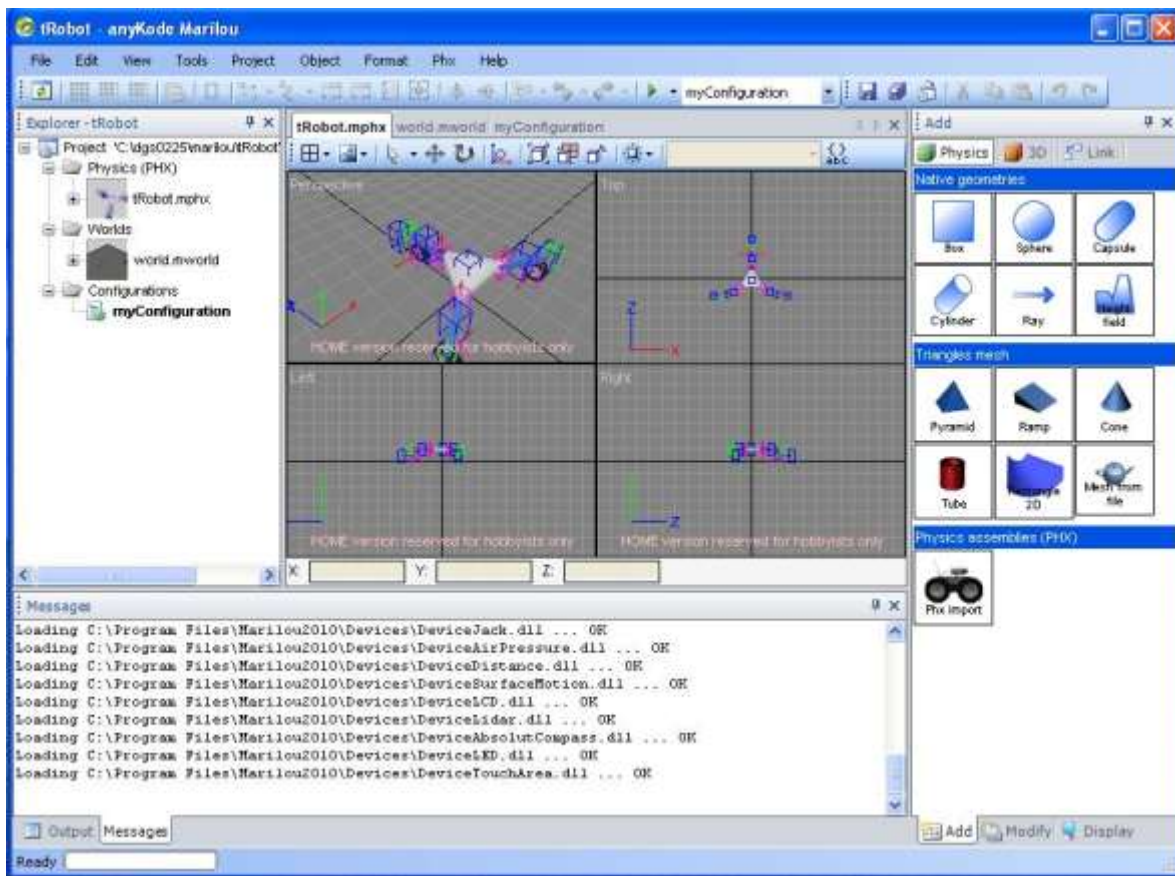 tRobot - anyKode Marilou
File Edit View Tools Project Object Format Phx Help
myConfiguration
Explorer - tRobot
Project 'C:\dgs0225\marilou\tRobot'
Physics (PHX)
tRobot.mphx
Worlds
world.mworld
Configurations
myConfiguration
tRobot.mphx world.mworld myConfiguration
abc
Perspective
Top
Z
X
HOME version reserved for hobbyists only
Left
Right
Z
HOME version reserved for hobbyists only
HOME version reserved for hobbyists only
X: Y: Z:
Add
Physics 3D Link
Native geometries
Box Sphere Capsule
Cylinder Ray Height field
Triangles mesh
Pyramid Ramp Cone
Tube Rectangle 2D Mesh from file
Physics assemblies (PHX)
Phx import
Messages
Loading C:\Program Files\Marilou2010\Devices\DeviceJack.dll ... OK
Loading C:\Program Files\Marilou2010\Devices\DeviceAirPressure.dll ... OK
Loading C:\Program Files\Marilou2010\Devices\DeviceDistance.dll ... OK
Loading C:\Program Files\Marilou2010\Devices\DeviceSurfaceMotion.dll ... OK
Loading C:\Program Files\Marilou2010\Devices\DeviceLCD.dll ... OK
Loading C:\Program Files\Marilou2010\Devices\DeviceLidar.dll ... OK
Loading C:\Program Files\Marilou2010\Devices\DeviceAbsolutCompass.dll ... OK
Loading C:\Program Files\Marilou2010\Devices\DeviceLED.dll ... OK
Loading C:\Program Files\Marilou2010\Devices\DeviceTouchArea.dll ... OK
Output Messages
Add Modify Display
Ready